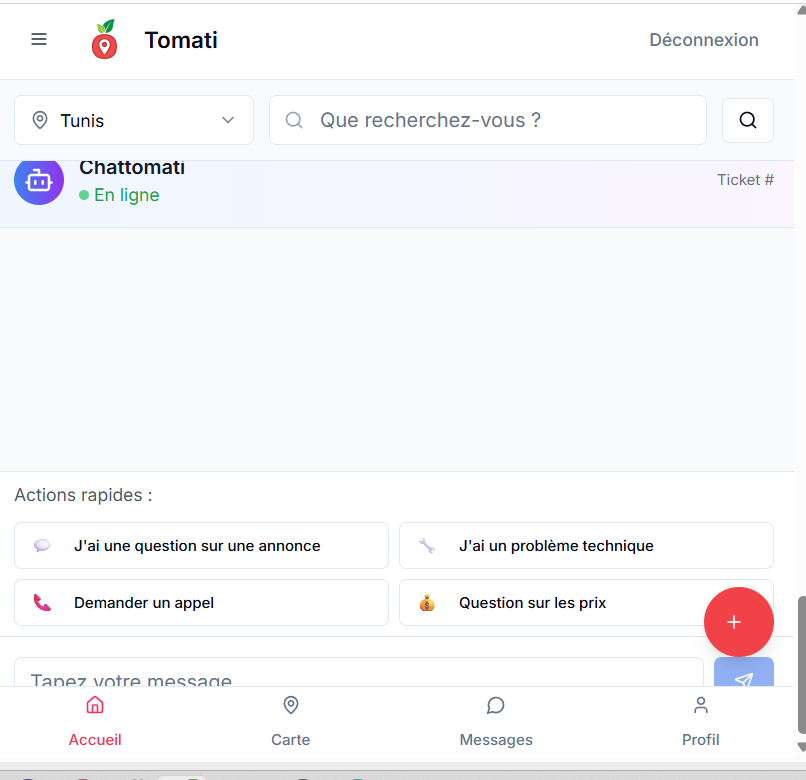 Tomati
Déconnexion
Tunis
Que recherchez-vous ?
Chattomati
En ligne
Ticket #
Actions rapides :
J'ai une question sur une annonce
J'ai un problème technique
Demander un appel
Question sur les prix
+
Tapez votre message
Accueil
Carte
Messages
Profil